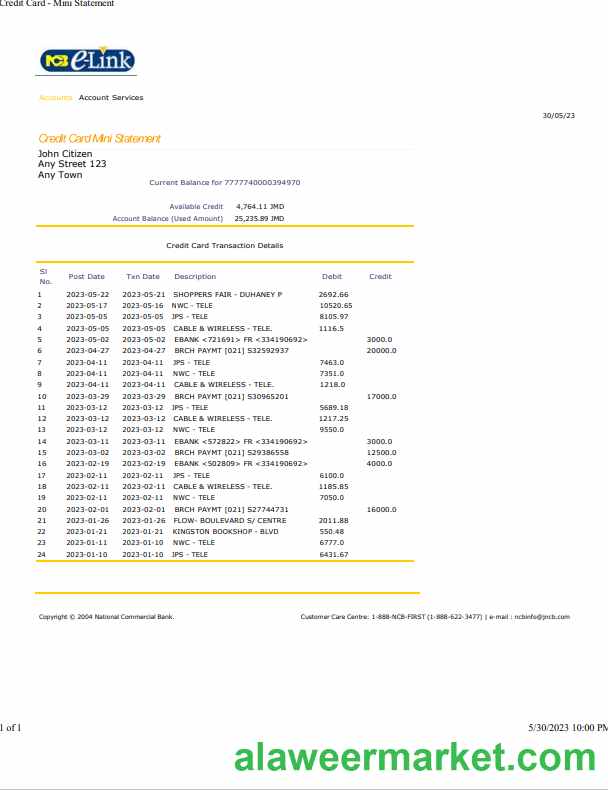 Credit Card - Mini Statement
NCB e-Link
Accounts Account Services
30/05/23
Credit Card Mini Statement
John Citizen
Any Street 123
Any Town
Current Balance for 7777740000394970
Available Credit 4,764.11 JMD
Account Balance (Used Amount) 25,235.89 JMD
Credit Card Transaction Details
Sl No. Post Date Txn Date Description Debit Credit
1 2023-05-22 2023-05-21 SHOPPERS FAIR - DUHANEY P 2692.66
2 2023-05-17 2023-05-16 NWC - TELE 10520.65
3 2023-05-05 2023-05-05 JPS - TELE 8105.97
4 2023-05-05 2023-05-05 CABLE & WIRELESS - TELE. 1116.5
5 2023-05-02 2023-05-02 EBANK <721691> FR <334190692> 3000.0
6 2023-04-27 2023-04-27 BRCH PAYMT [021] S32592937 20000.0
7 2023-04-11 2023-04-11 JPS - TELE 7463.0
8 2023-04-11 2023-04-11 NWC - TELE 7351.0
9 2023-04-11 2023-04-11 CABLE & WIRELESS - TELE. 1218.0
10 2023-03-29 2023-03-29 BRCH PAYMT [021] S30965201 17000.0
11 2023-03-12 2023-03-12 JPS - TELE 5689.18
12 2023-03-12 2023-03-12 CABLE & WIRELESS - TELE. 1217.25
13 2023-03-12 2023-03-12 NWC - TELE 9550.0
14 2023-03-11 2023-03-11 EBANK <572822> FR <334190692> 3000.0
15 2023-03-02 2023-03-02 BRCH PAYMT [021] S29386558 12500.0
16 2023-02-19 2023-02-19 EBANK <502809> FR <334190692> 4000.0
17 2023-02-11 2023-02-11 JPS - TELE 6100.0
18 2023-02-11 2023-02-11 CABLE & WIRELESS - TELE. 1185.85
19 2023-02-11 2023-02-11 NWC - TELE 7050.0
20 2023-02-01 2023-02-01 BRCH PAYMT [021] S27744731 16000.0
21 2023-01-26 2023-01-26 FLOW- BOULEVARD S/ CENTRE 2011.88
22 2023-01-21 2023-01-21 KINGSTON BOOKSHOP - BLVD 550.48
23 2023-01-11 2023-01-10 NWC - TELE 6777.0
24 2023-01-10 2023-01-10 JPS - TELE 6431.67
Copyright © 2004 National Commercial Bank. Customer Care Centre: 1-888-NCB-FIRST (1-888-622-3477) | e-mail : ncbinfo@jncb.com
1 of 1 5/30/2023 10:00 PM
alaweermarket.com